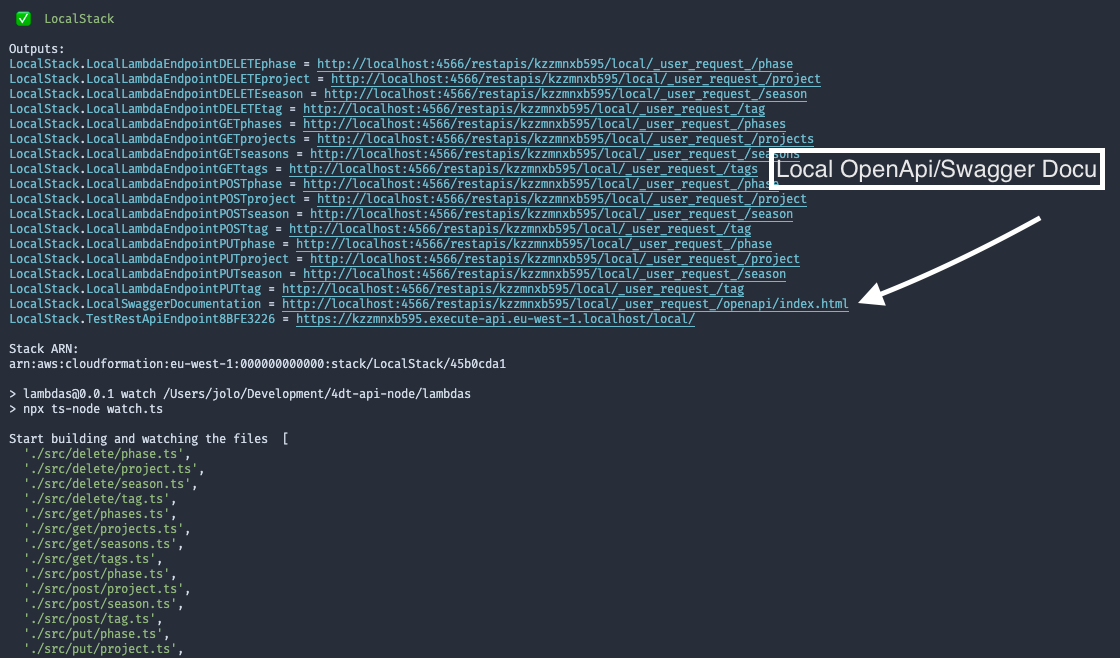 ✅ LocalStack
Outputs:
LocalStack.LocalLambdaEndpointDELETEphase = http://localhost:4566/restapis/kzzmnxb595/local/_user_request_/phase
LocalStack.LocalLambdaEndpointDELETEproject = http://localhost:4566/restapis/kzzmnxb595/local/_user_request_/project
LocalStack.LocalLambdaEndpointDELETEseason = http://localhost:4566/restapis/kzzmnxb595/local/_user_request_/season
LocalStack.LocalLambdaEndpointDELETEtag = http://localhost:4566/restapis/kzzmnxb595/local/_user_request_/tag
LocalStack.LocalLambdaEndpointGETphases = http://localhost:4566/restapis/kzzmnxb595/local/_user_request_/phases
LocalStack.LocalLambdaEndpointGETprojects = http://localhost:4566/restapis/kzzmnxb595/local/_user_request_/projects
LocalStack.LocalLambdaEndpointGETseasons = http://localhost:4566/restapis/kzzmnxb595/local/_user_request_/seasons
LocalStack.LocalLambdaEndpointGETtags = http://localhost:4566/restapis/kzzmnxb595/local/_user_request_/tags
Local OpenApi/Swagger Docu
LocalStack.LocalLambdaEndpointPOSTphase = http://localhost:4566/restapis/kzzmnxb595/local/_user_request_/phase
LocalStack.LocalLambdaEndpointPOSTproject = http://localhost:4566/restapis/kzzmnxb595/local/_user_request_/project
LocalStack.LocalLambdaEndpointPOSTseason = http://localhost:4566/restapis/kzzmnxb595/local/_user_request_/season
LocalStack.LocalLambdaEndpointPOSTtag = http://localhost:4566/restapis/kzzmnxb595/local/_user_request_/tag
LocalStack.LocalLambdaEndpointPUTphase = http://localhost:4566/restapis/kzzmnxb595/local/_user_request_/phase
LocalStack.LocalLambdaEndpointPUTproject = http://localhost:4566/restapis/kzzmnxb595/local/_user_request_/project
LocalStack.LocalLambdaEndpointPUTseason = http://localhost:4566/restapis/kzzmnxb595/local/_user_request_/season
LocalStack.LocalLambdaEndpointPUTtag = http://localhost:4566/restapis/kzzmnxb595/local/_user_request_/tag
LocalStack.LocalSwaggerDocumentation = http://localhost:4566/restapis/kzzmnxb595/local/_user_request_/openapi/index.html
LocalStack.TestRestApiEndpoint8BFE3226 = https://kzzmnxb595.execute-api.eu-west-1.localhost/local/
Stack ARN:
arn:aws:cloudformation:eu-west-1:000000000000:stack/LocalStack/45b0cda1
> lambdas@0.0.1 watch /Users/jolo/Development/4dt-api-node/lambdas
> npx ts-node watch.ts
Start building and watching the files [
'./src/delete/phase.ts',
'./src/delete/project.ts',
'./src/delete/season.ts',
'./src/delete/tag.ts',
'./src/get/phases.ts',
'./src/get/projects.ts',
'./src/get/seasons.ts',
'./src/get/tags.ts',
'./src/post/phase.ts',
'./src/post/project.ts',
'./src/post/season.ts',
'./src/post/tag.ts',
'./src/put/phase.ts',
'./src/put/project.ts',